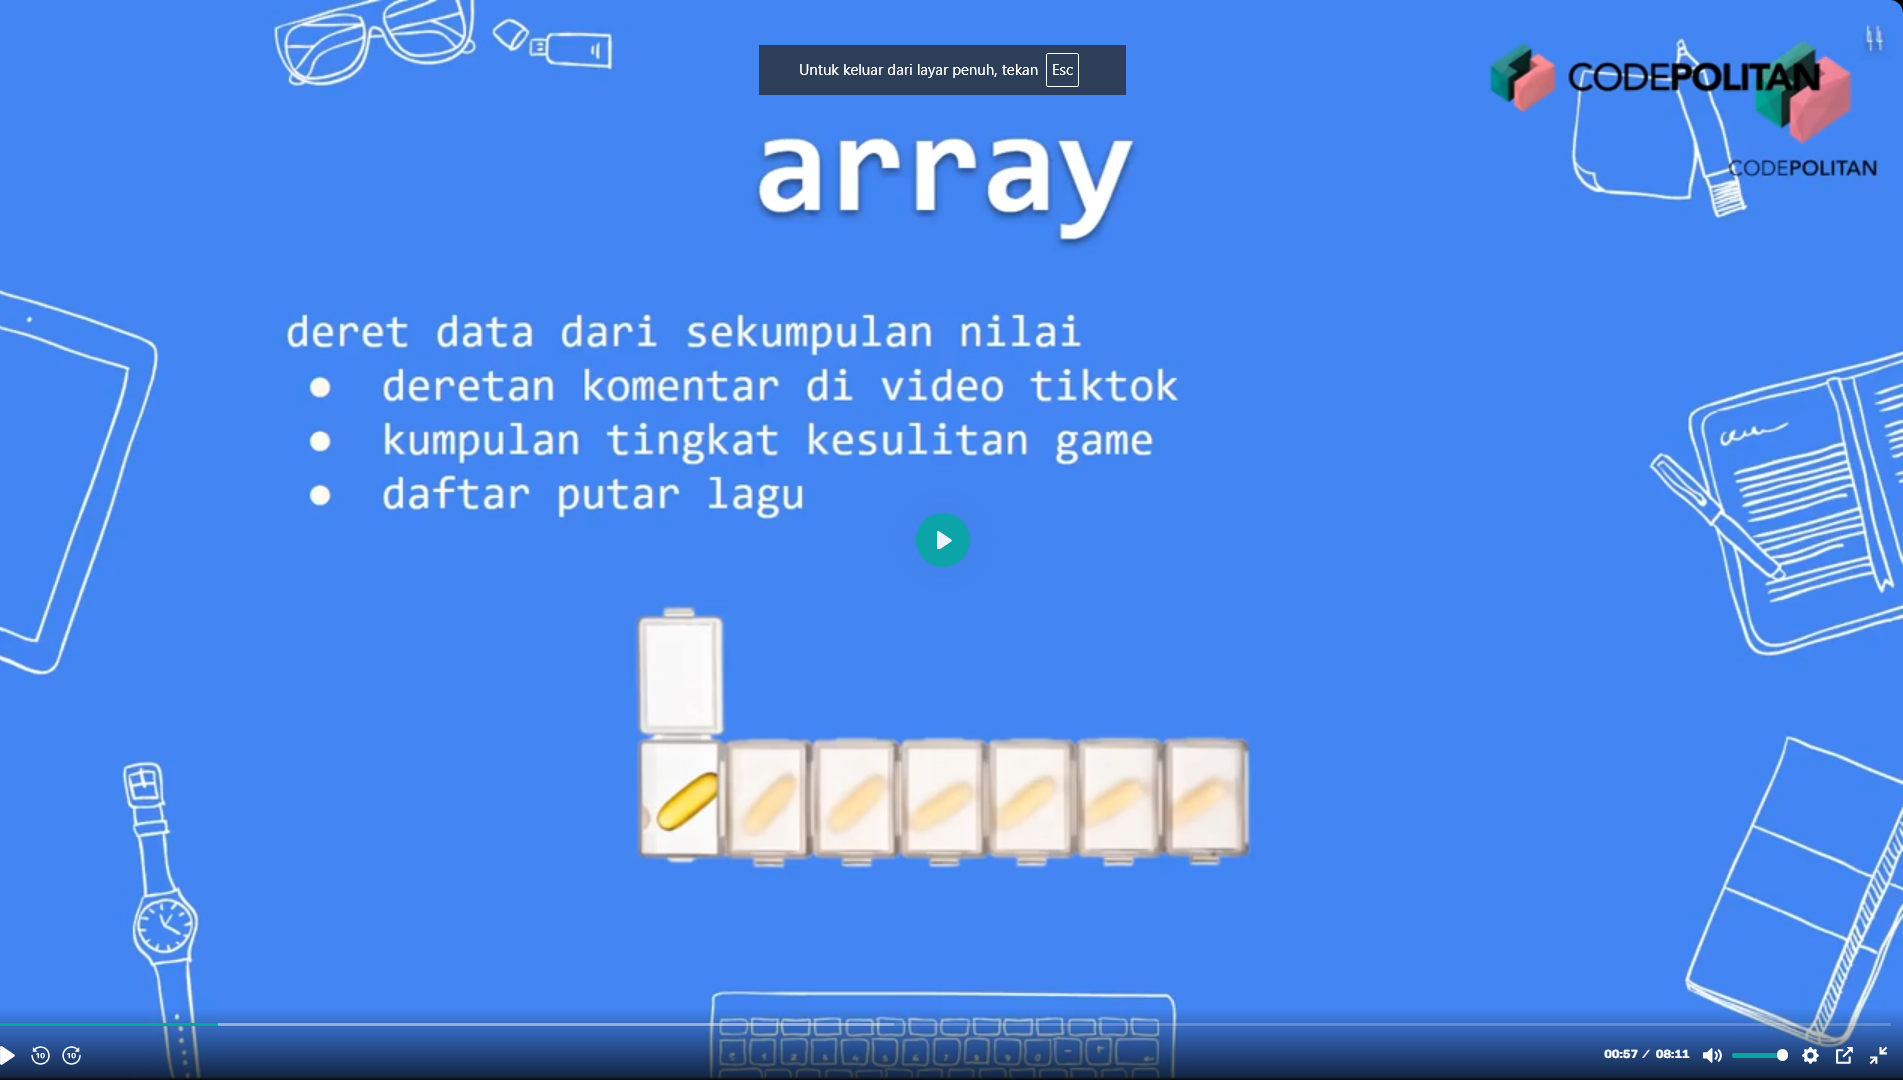 Untuk keluar dari layar penuh, tekan Esc
CODEPOLITAN
CODEPOLITAN
array
deret data dari sekumpulan nilai
● deretan komentar di video tiktok
● kumpulan tingkat kesulitan game
● daftar putar lagu
10 10
00:57 / 08:11